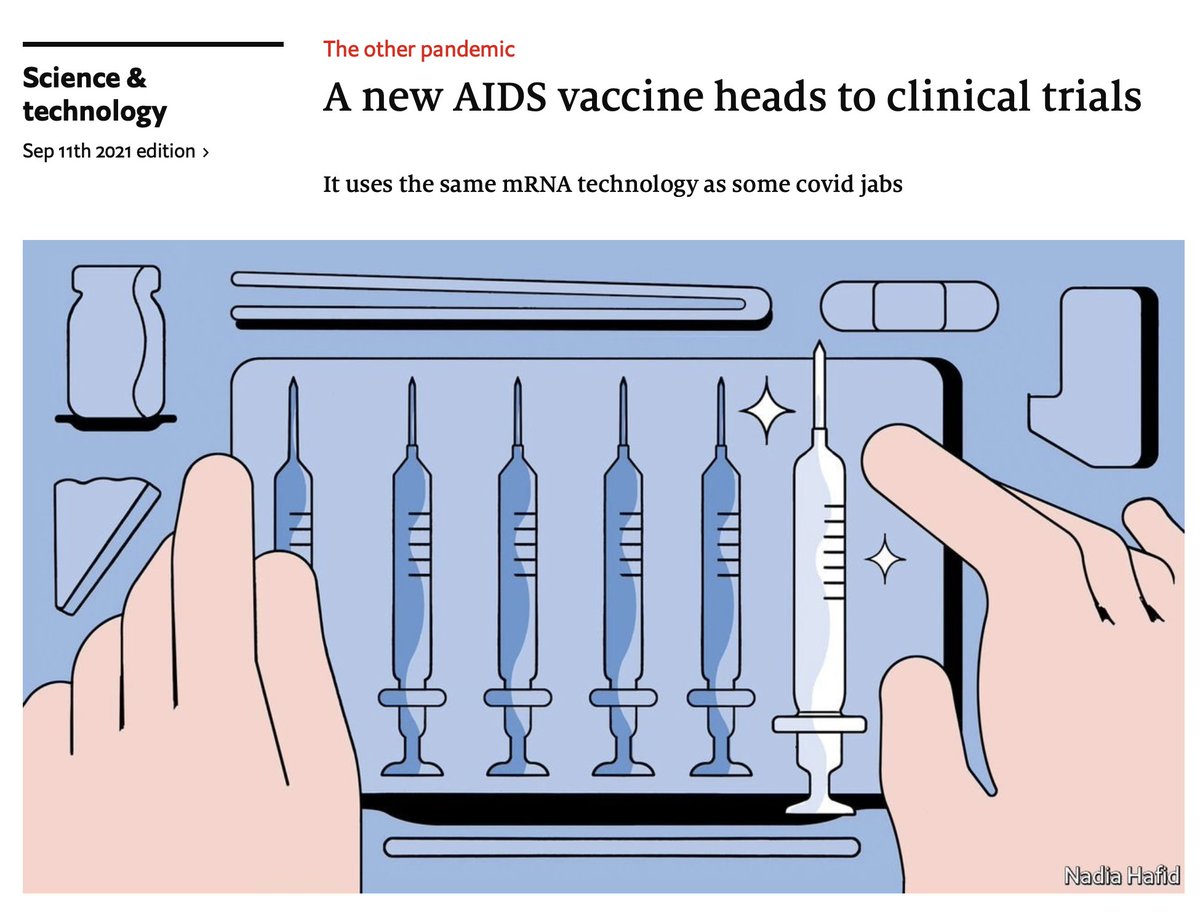 Science &
technology
Sep 11th 2021 edition ›
The other pandemic
A new AIDS vaccine heads to clinical trials
It uses the same mRNA technology as some covid jabs
Nadia Hafid